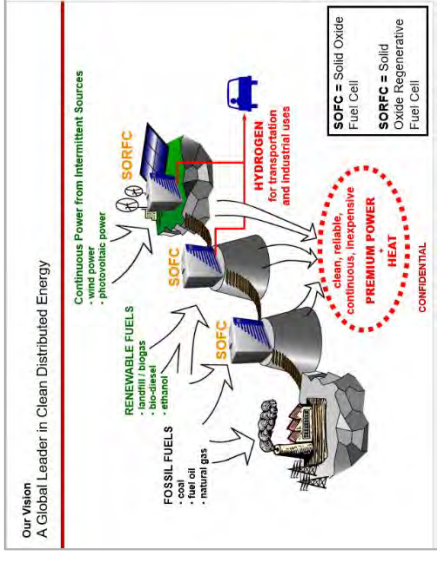 Our Vision
A Global Leader in Clean Distributed Energy
Continuous Power from Intermittent Sources
- wind power
- photovoltaic power
SORFC
RENEWABLE FUELS
- landfill / biogas
- bio-diesel
- ethanol
SOFC
FOSSIL FUELS
- coal
- fuel oil
- natural gas
SOFC
HYDROGEN
for transportation
and industrial uses
clean, reliable,
continuous, inexpensive
PREMIUM POWER
+
HEAT
SOFC = Solid Oxide
Fuel Cell
SORFC = Solid
Oxide Regenerative
Fuel Cell
CONFIDENTIAL